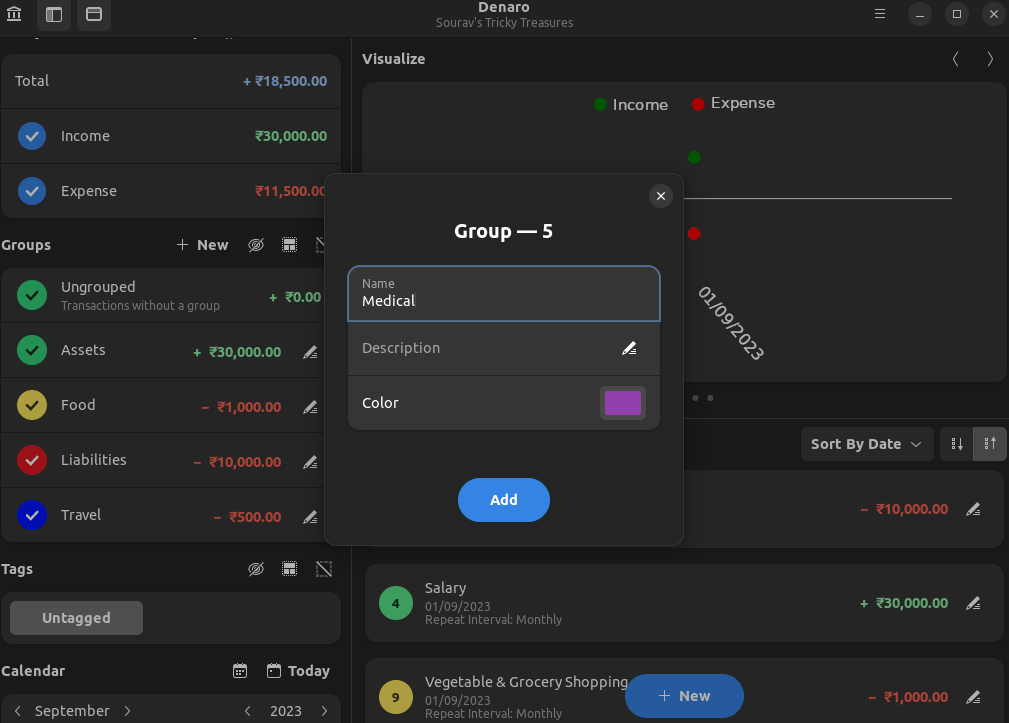 Denaro
Sourav's Tricky Treasures
Total
+ ₹18,500.00
Income
₹30,000.00
Expense
₹11,500.00
Groups
New
Ungrouped
Transactions without a group
+ ₹0.00
Assets
+ ₹30,000.00
Food
− ₹1,000.00
Liabilities
− ₹10,000.00
Travel
− ₹500.00
Tags
Untagged
Calendar
Today
September
2023
Visualize
Income
Expense
01/09/2023
Group — 5
Name
Medical
Description
Color
Add
Sort By Date
− ₹10,000.00
4
Salary
01/09/2023
Repeat Interval: Monthly
+ ₹30,000.00
9
Vegetable & Grocery Shopping
01/09/2023
Repeat Interval: Monthly
− ₹1,000.00
New